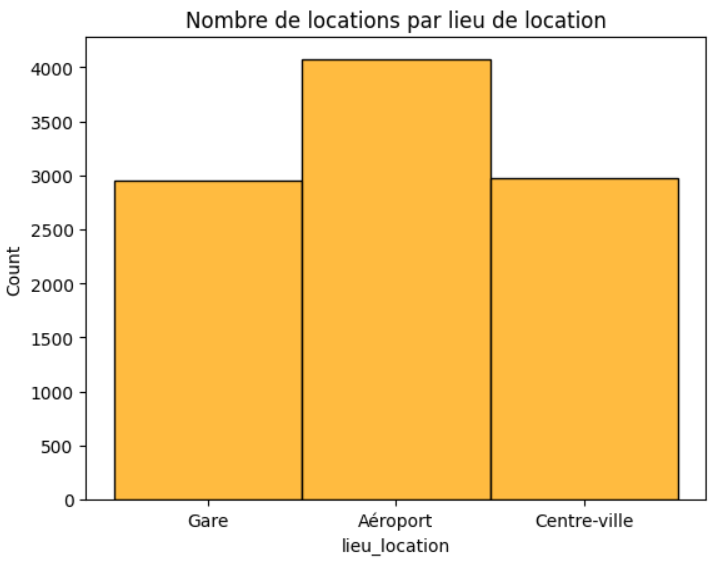 Nombre de locations par lieu de location
4000
3500
3000
2500
2000
1500
1000
500
0
Count
Gare Aéroport Centre-ville
lieu_location